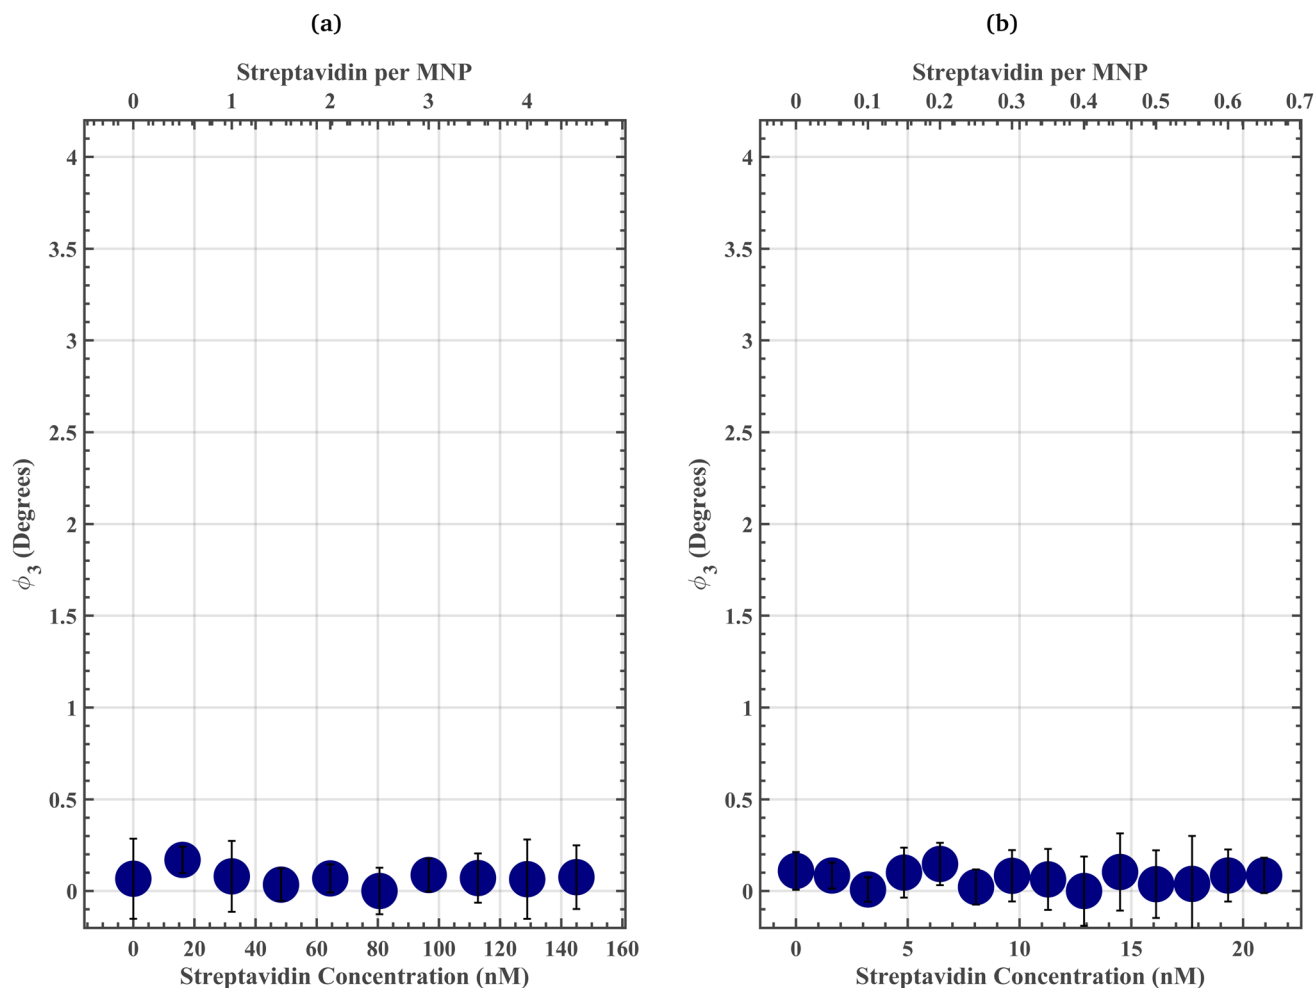 (a)
Streptavidin per MNP
0 1 2 3 4
4
3.5
3
2.5
2
1.5
1
0.5
0
ϕ3 (Degrees)
0 20 40 60 80 100 120 140 160
Streptavidin Concentration (nM)
(b)
Streptavidin per MNP
0 0.1 0.2 0.3 0.4 0.5 0.6 0.7
4
3.5
3
2.5
2
1.5
1
0.5
0
ϕ3 (Degrees)
0 5 10 15 20
Streptavidin Concentration (nM)